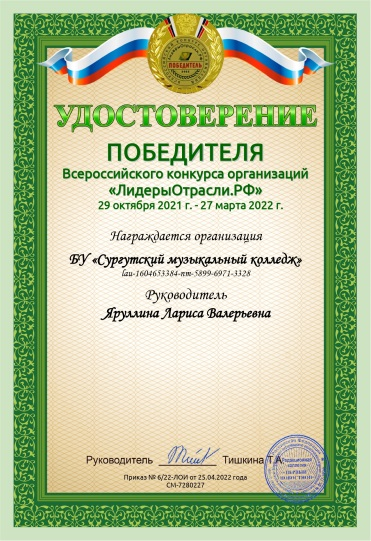 ПОБЕДИТЕЛЬ
УДОСТОВЕРЕНИЕ
ПОБЕДИТЕЛЯ
Всероссийского конкурса организаций
«ЛидерыОтрасли.РФ»
29 октября 2021 г. - 27 марта 2022 г.
Награждается организация
БУ «Сургутский музыкальный колледж»
lau-1604653384-nm-5899-6971-3328
Руководитель
Яруллина Лариса Валерьевна
Руководитель Тишкина Т.А.
Приказ № 6/22-ЛОИ от 25.04.2022 года
СМ-7280227